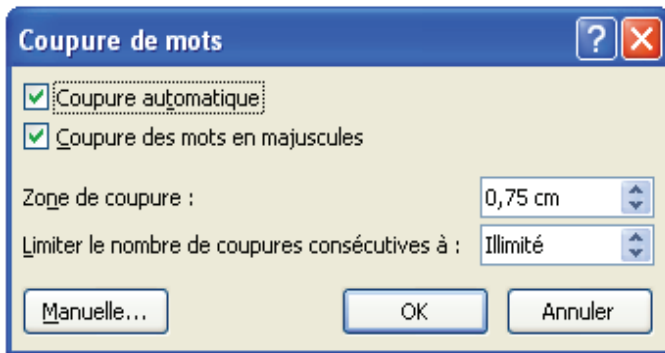 Coupure de mots
Coupure automatique
Coupure des mots en majuscules
Zone de coupure : 0,75 cm
Limiter le nombre de coupures consécutives à : Illimité
Manuelle... OK Annuler